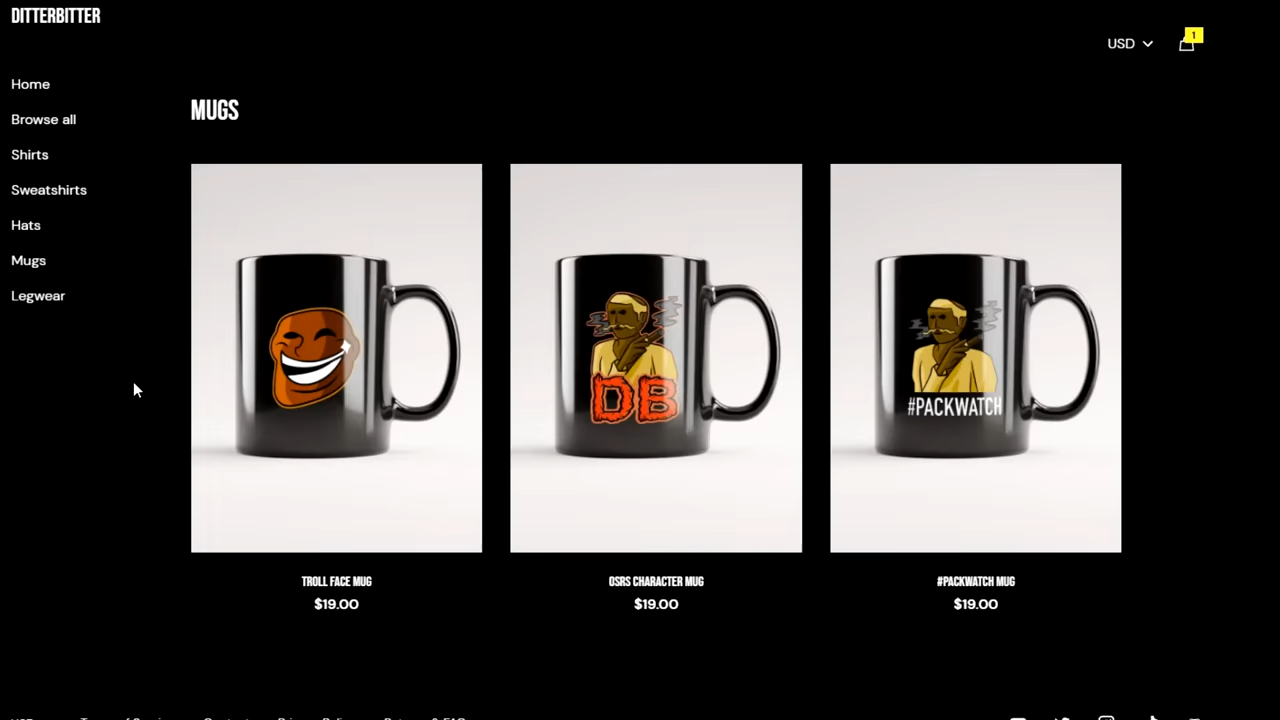 DITTERBITTER
USD
1
Home
Browse all
Shirts
Sweatshirts
Hats
Mugs
Legwear
MUGS
DB
#PACKWATCH
TROLL FACE MUG
$19.00
OSRS CHARACTER MUG
$19.00
#PACKWATCH MUG
$19.00